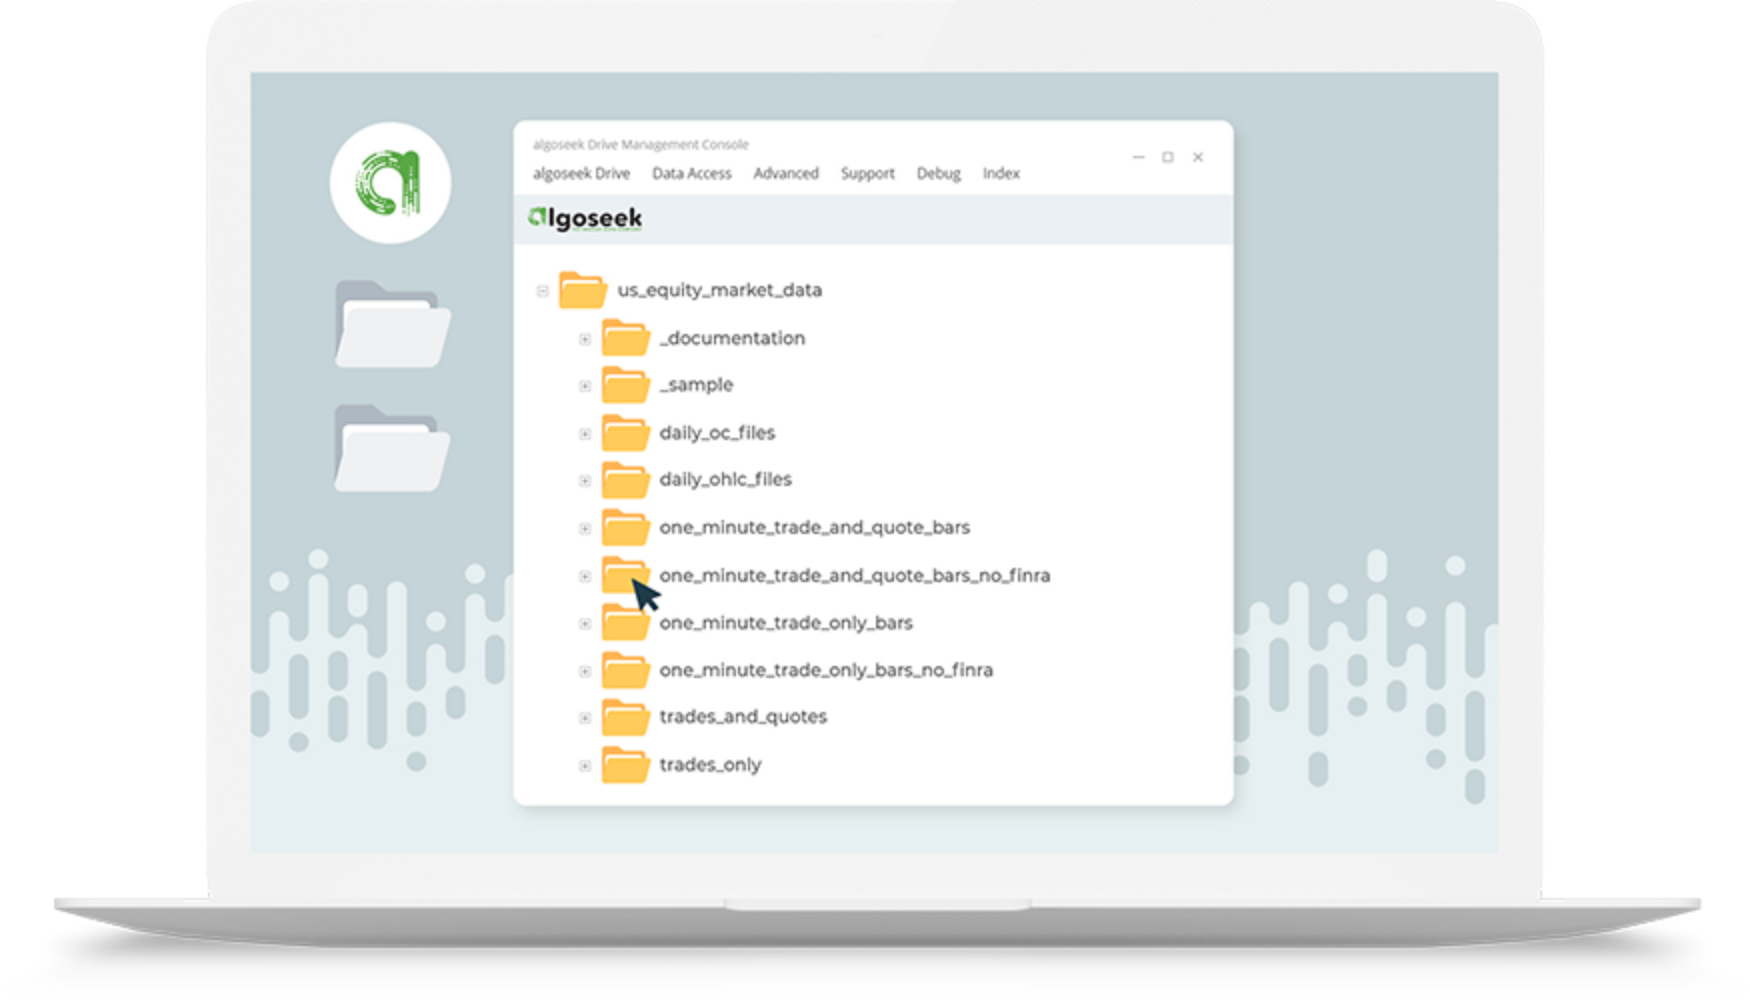 algoseek Drive Management Console
algoseek Drive Data Access Advanced Support Debug Index
algoseek
us_equity_market_data
_documentation
_sample
daily_oc_files
daily_ohlc_files
one_minute_trade_and_quote_bars
one_minute_trade_and_quote_bars_no_finra
one_minute_trade_only_bars
one_minute_trade_only_bars_no_finra
trades_and_quotes
trades_only